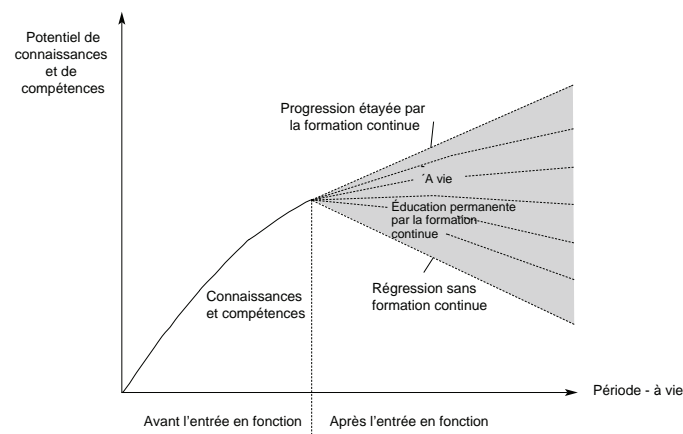 Potentiel de
connaissances
et de
compétences
Progression étayée par
la formation continue
´A vie
Éducation permanente
par la formation
continue
Régression sans
formation continue
Connaissances
et compétences
Période - à vie
Avant l'entrée en fonction
Après l'entrée en fonction